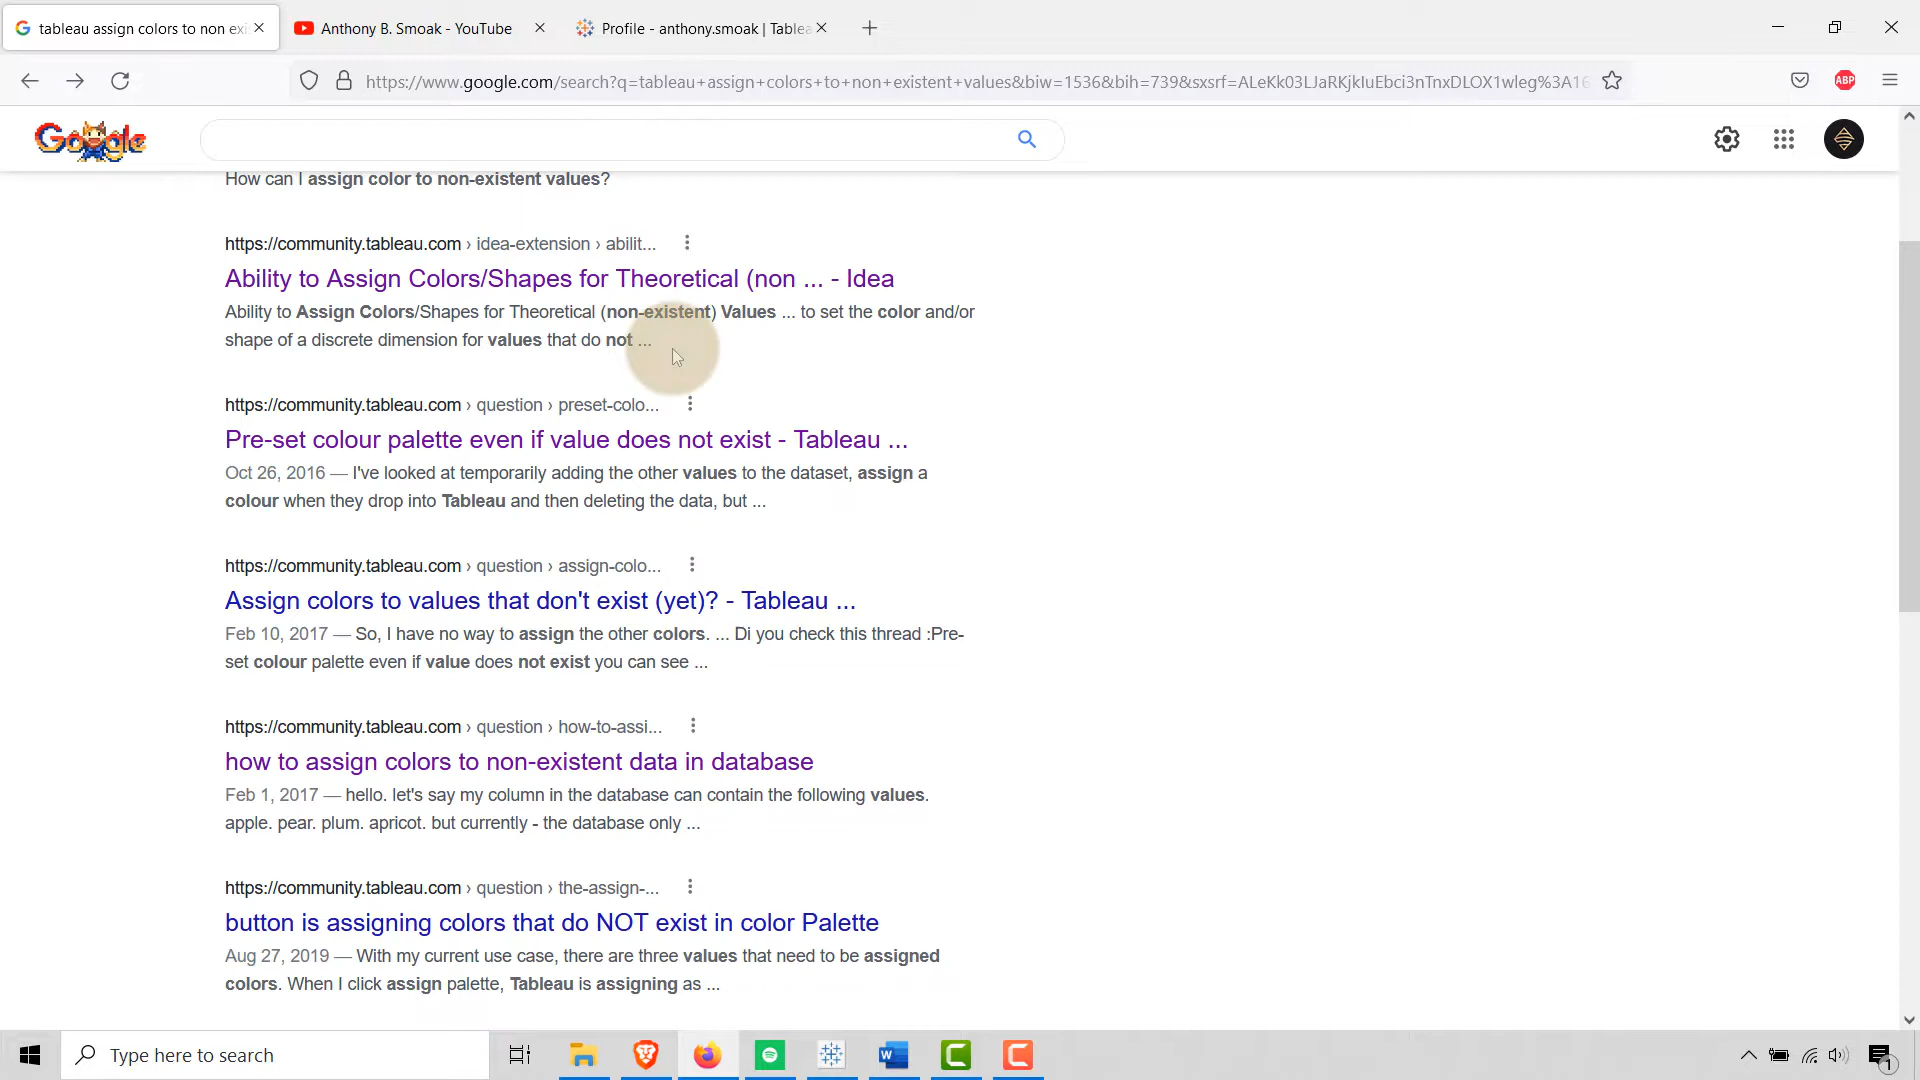 tableau assign colors to non exi
Anthony B. Smoak - YouTube
Profile - anthony.smoak | Tablea
https://www.google.com/search?q=tableau+assign+colors+to+non+existent+values&biw=1536&bih=739&sxsrf=ALeKk03LJaRKjkIuEbci3nTnxDLOX1wleg%3A16
ABP
Google
How can I assign color to non-existent values?
https://community.tableau.com › idea-extension › abilit...
Ability to Assign Colors/Shapes for Theoretical (non ... - Idea
Ability to Assign Colors/Shapes for Theoretical (non-existent) Values ... to set the color and/or
shape of a discrete dimension for values that do not ...
https://community.tableau.com › question › preset-colo...
Pre-set colour palette even if value does not exist - Tableau ...
Oct 26, 2016 — I've looked at temporarily adding the other values to the dataset, assign a
colour when they drop into Tableau and then deleting the data, but ...
https://community.tableau.com › question › assign-colo...
Assign colors to values that don't exist (yet)? - Tableau ...
Feb 10, 2017 — So, I have no way to assign the other colors. ... Di you check this thread :Pre-
set colour palette even if value does not exist you can see ...
https://community.tableau.com › question › how-to-assi...
how to assign colors to non-existent data in database
Feb 1, 2017 — hello. let's say my column in the database can contain the following values.
apple. pear. plum. apricot. but currently - the database only ...
https://community.tableau.com › question › the-assign-...
button is assigning colors that do NOT exist in color Palette
Aug 27, 2019 — With my current use case, there are three values that need to be assigned
colors. When I click assign palette, Tableau is assigning as ...
Type here to search
W
1